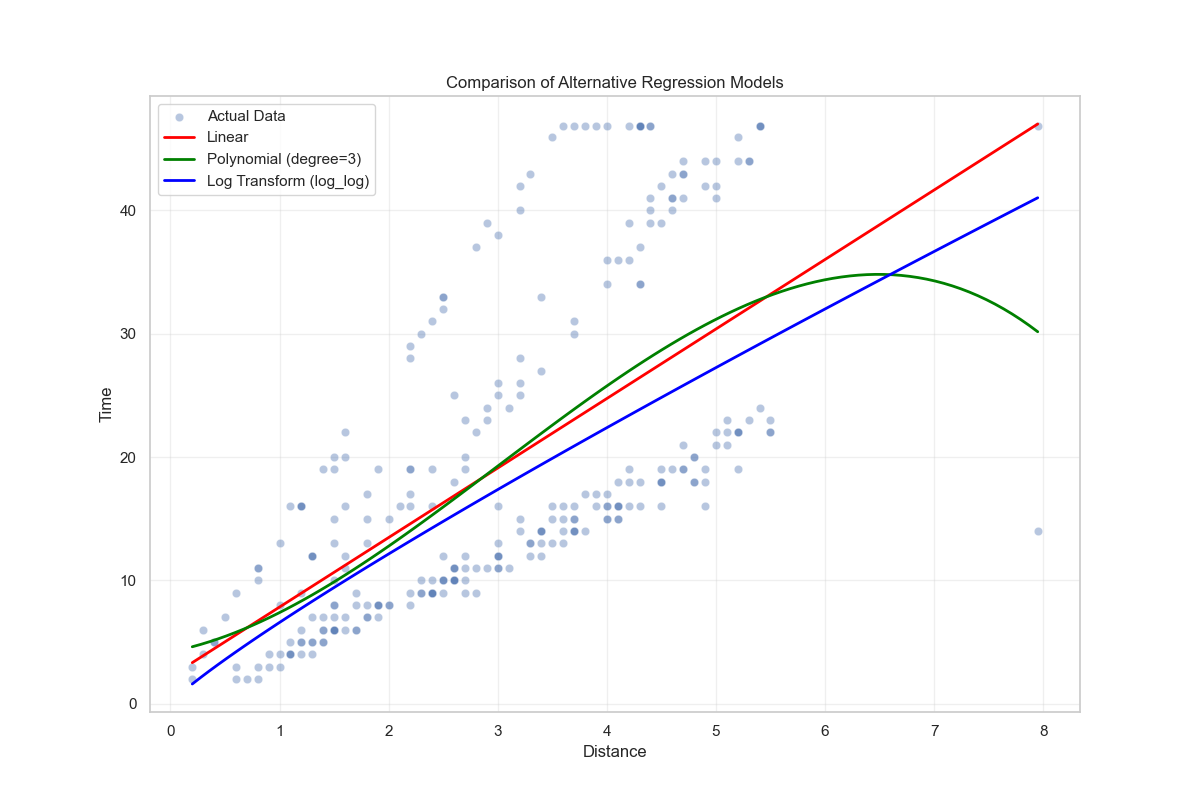 Comparison of Alternative Regression Models
Actual Data
Linear
Polynomial (degree=3)
Log Transform (log_log)
Time
40
30
20
10
0
0 1 2 3 4 5 6 7 8
Distance